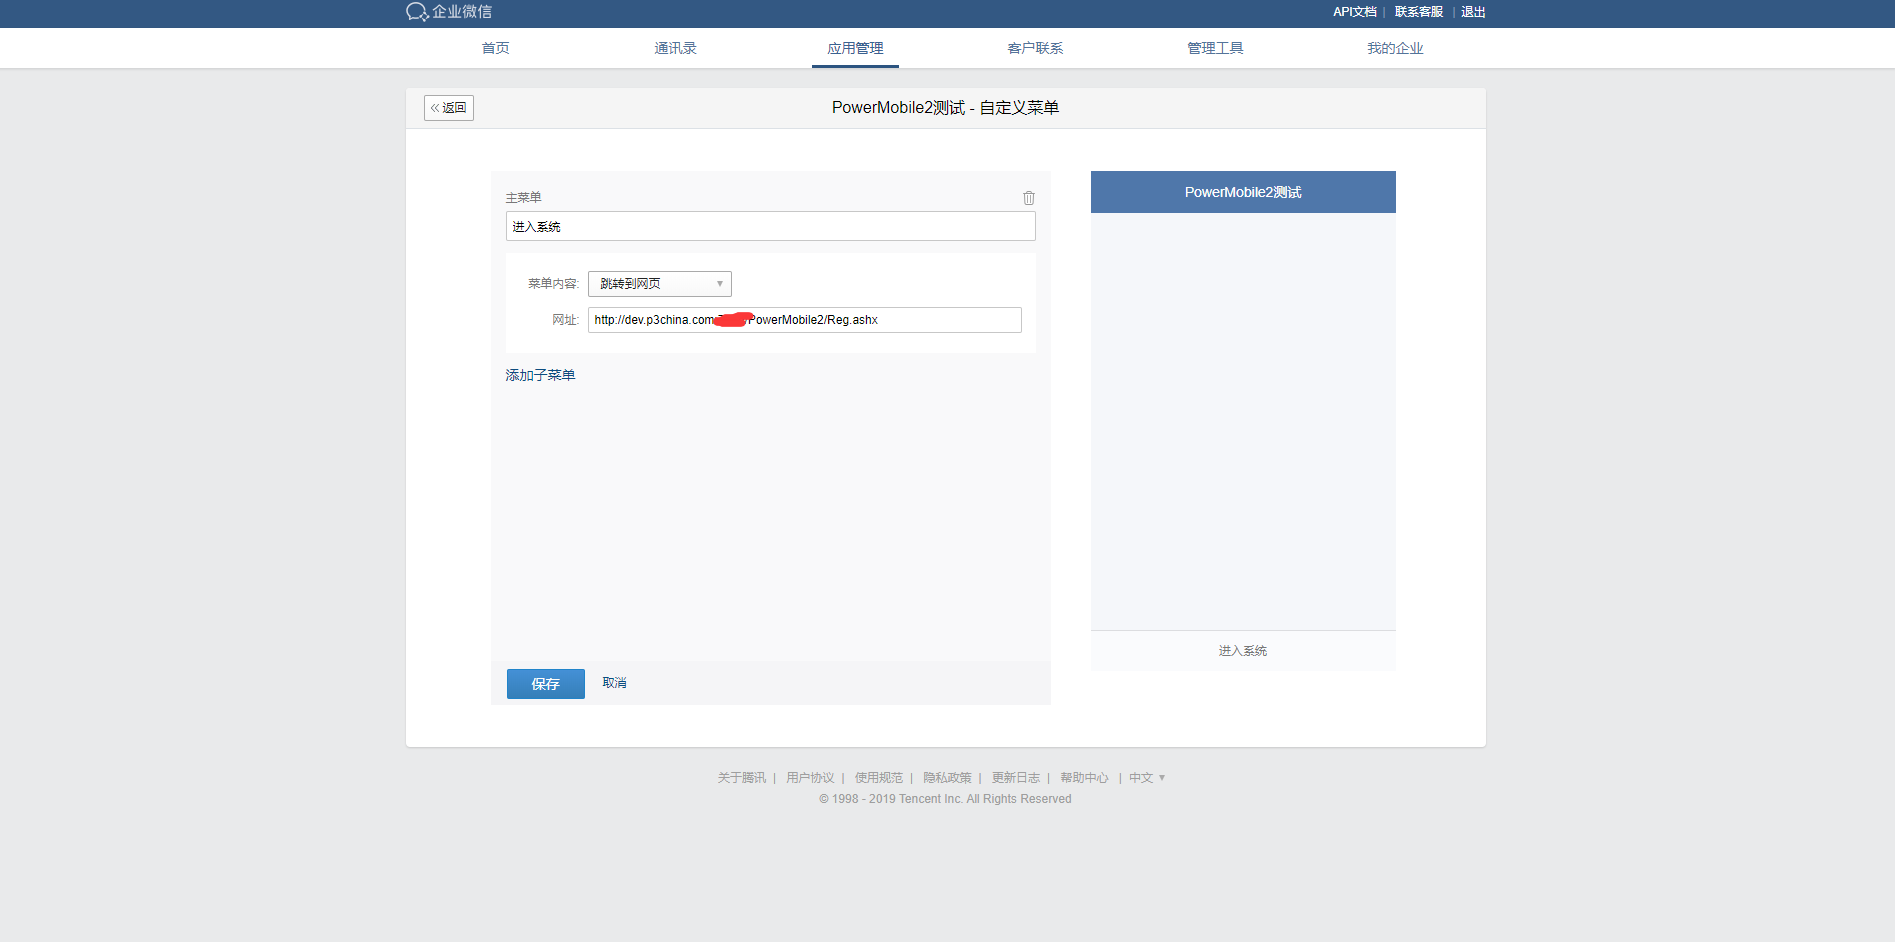 企业微信
API文档 | 联系客服 | 退出
首页 通讯录 应用管理 客户联系 管理工具 我的企业
返回
PowerMobile2测试 - 自定义菜单
主菜单
进入系统
菜单内容: 跳转到网页
网址: http://dev.p3china.com PowerMobile2/Reg.ashx
添加子菜单
保存 取消
PowerMobile2测试
进入系统
关于腾讯 | 用户协议 | 使用规范 | 隐私政策 | 更新日志 | 帮助中心 | 中文
© 1998 - 2019 Tencent Inc. All Rights Reserved